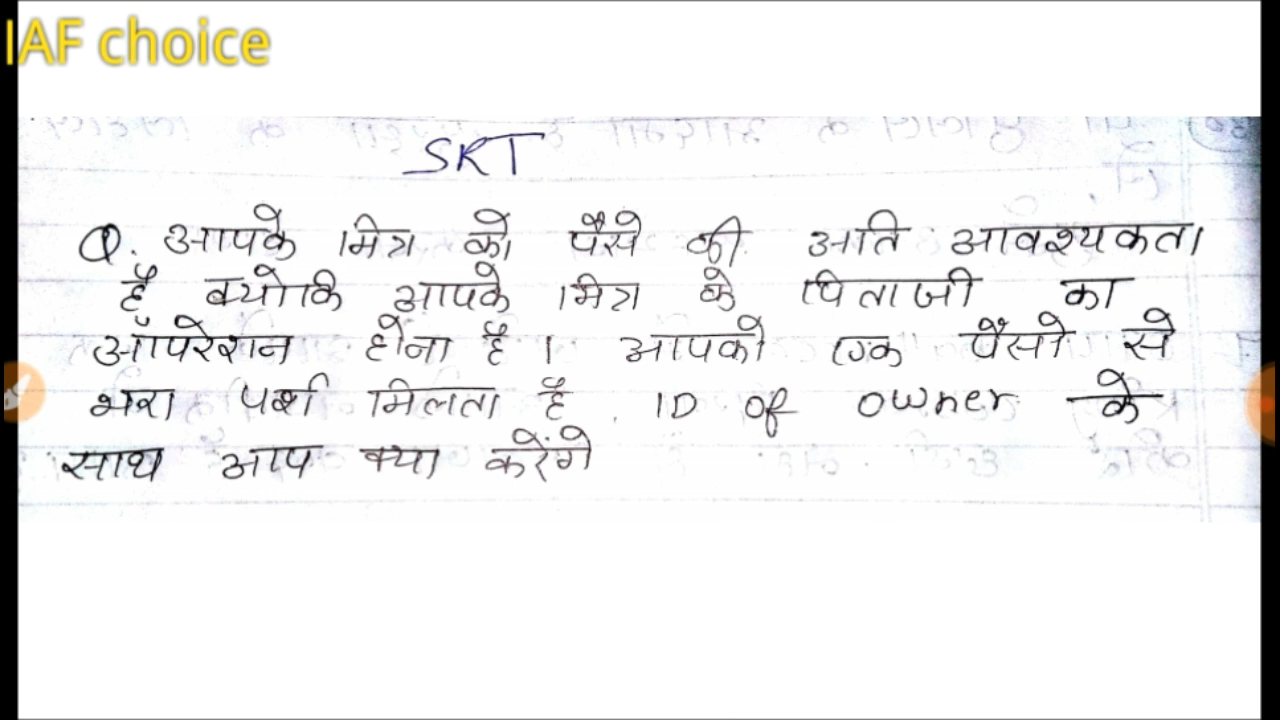 IAF choice
SRT
Q. आपके मित्र को पैसे की अति आवश्यकता
है क्योकि आपके मित्र के पिताजी का
ऑपरेशन होना है। आपको एक पैसो से
भरा पर्श मिलता है ID of owner के
साथ आप क्या करेंगे